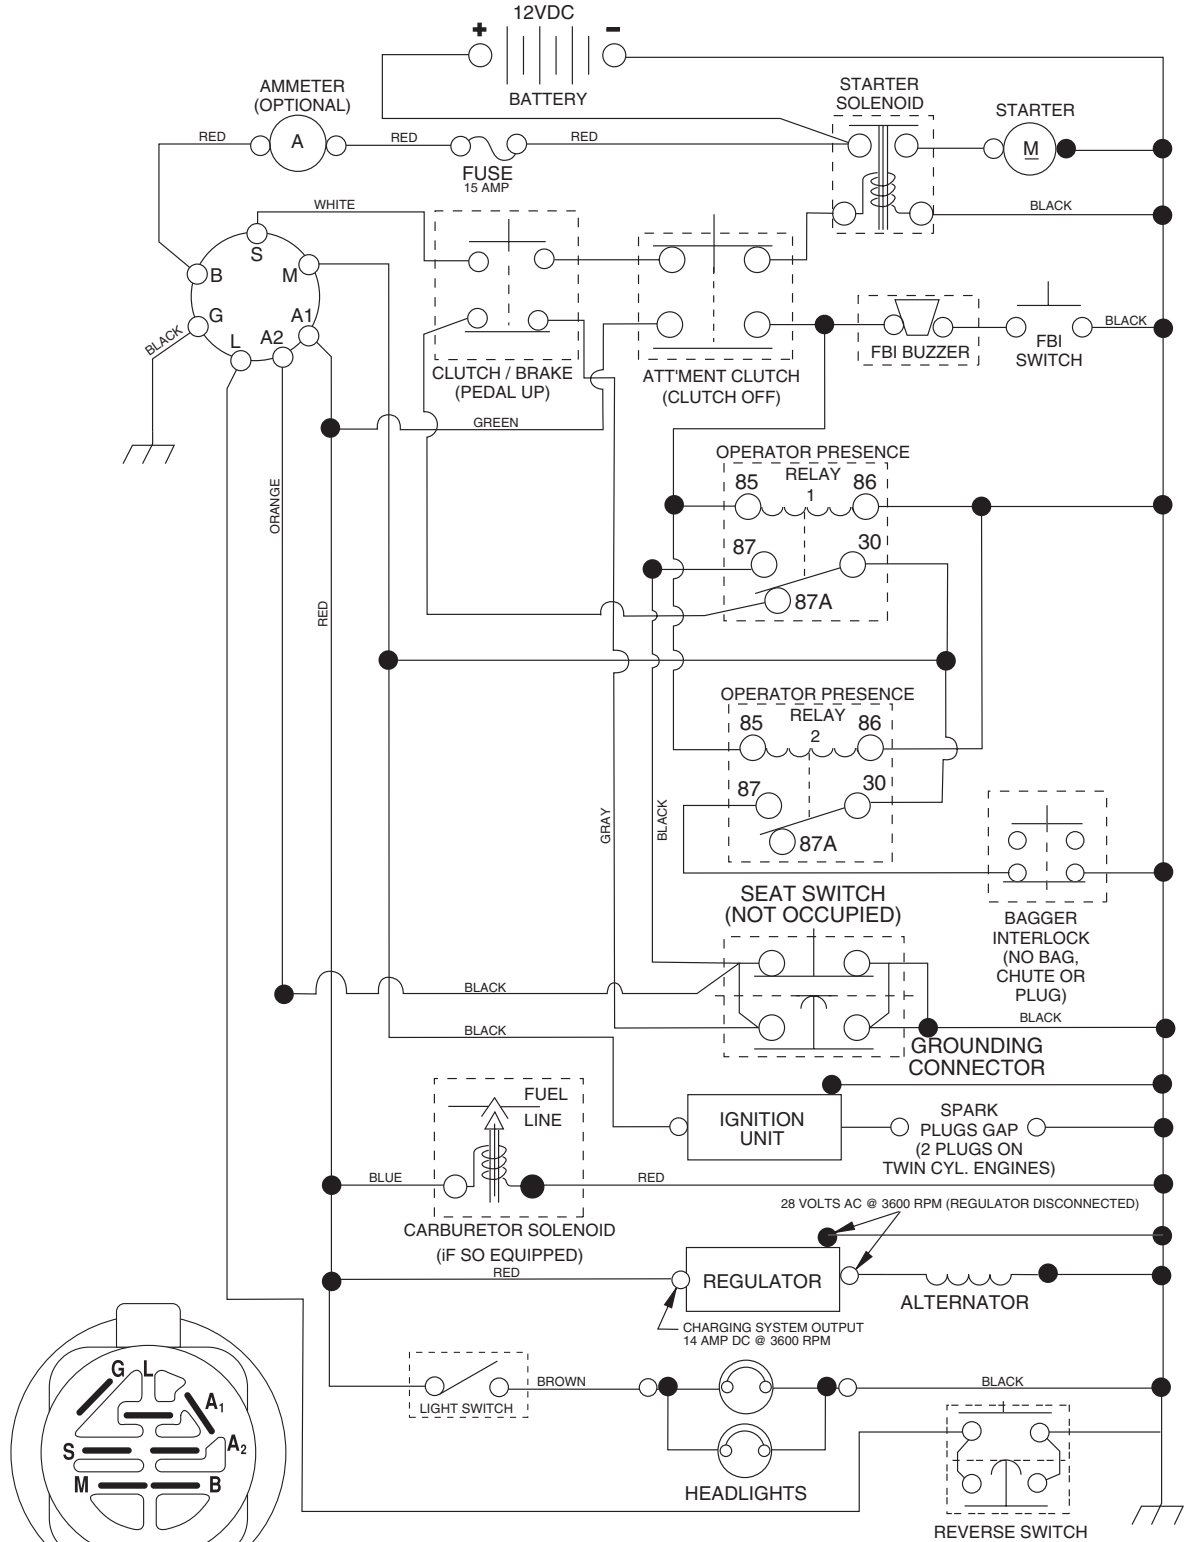 12VDC
+
−
BATTERY
AMMETER
(OPTIONAL)
STARTER
SOLENOID
STARTER
RED
A
RED
FUSE
15 AMP
RED
M
WHITE
BLACK
S
B
M
G
A1
A2
L
BLACK
CLUTCH / BRAKE
(PEDAL UP)
ATT'MENT CLUTCH
(CLUTCH OFF)
FBI BUZZER
FBI
SWITCH
BLACK
GREEN
OPERATOR PRESENCE
RELAY
1
85
86
87
30
87A
ORANGE
RED
OPERATOR PRESENCE
RELAY
2
85
86
87
30
87A
GRAY
BLACK
SEAT SWITCH
(NOT OCCUPIED)
BAGGER
INTERLOCK
(NO BAG,
CHUTE OR
PLUG)
BLACK
BLACK
BLACK
GROUNDING
CONNECTOR
FUEL
LINE
IGNITION
UNIT
SPARK
PLUGS GAP
(2 PLUGS ON
TWIN CYL. ENGINES)
BLUE
RED
CARBURETOR SOLENOID
(iF SO EQUIPPED)
28 VOLTS AC @ 3600 RPM (REGULATOR DISCONNECTED)
RED
REGULATOR
ALTERNATOR
CHARGING SYSTEM OUTPUT
14 AMP DC @ 3600 RPM
LIGHT SWITCH
BROWN
BLACK
HEADLIGHTS
REVERSE SWITCH
G
L
A1
A2
S
M
B